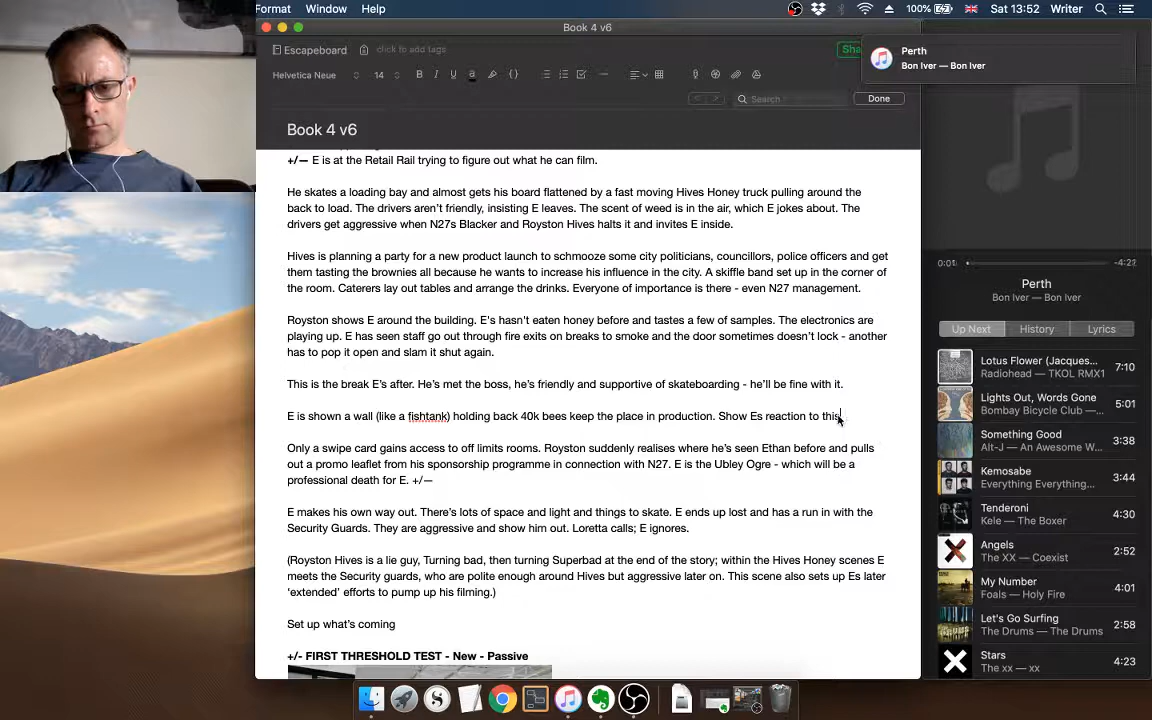 Format Window Help 100% Sat 13:52 Writer
Book 4 v6
Escapeboard click to add tags Sha
Perth
Bon Iver — Bon Iver
Helvetica Neue 14 B I U a
Search Done
Book 4 v6
+/— E is at the Retail Rail trying to figure out what he can film.
He skates a loading bay and almost gets his board flattened by a fast moving Hives Honey truck pulling around the
back to load. The drivers aren't friendly, insisting E leaves. The scent of weed is in the air, which E jokes about. The
drivers get aggressive when N27s Blacker and Royston Hives halts it and invites E inside.
Hives is planning a party for a new product launch to schmooze some city politicians, councillors, police officers and get
them tasting the brownies all because he wants to increase his influence in the city. A skiffle band set up in the corner of
the room. Caterers lay out tables and arrange the drinks. Everyone of importance is there - even N27 management.
Royston shows E around the building. E's hasn't eaten honey before and tastes a few of samples. The electronics are
playing up. E has seen staff go out through fire exits on breaks to smoke and the door sometimes doesn't lock - another
has to pop it open and slam it shut again.
This is the break E's after. He's met the boss, he's friendly and supportive of skateboarding - he'll be fine with it.
E is shown a wall (like a fishtank) holding back 40k bees keep the place in production. Show Es reaction to this
Only a swipe card gains access to off limits rooms. Royston suddenly realises where he's seen Ethan before and pulls
out a promo leaflet from his sponsorship programme in connection with N27. E is the Ubley Ogre - which will be a
professional death for E. +/—
E makes his own way out. There's lots of space and light and things to skate. E ends up lost and has a run in with the
Security Guards. They are aggressive and show him out. Loretta calls; E ignores.
(Royston Hives is a lie guy, Turning bad, then turning Superbad at the end of the story; within the Hives Honey scenes E
meets the Security guards, who are polite enough around Hives but aggressive later on. This scene also sets up Es later
'extended' efforts to pump up his filming.)
Set up what's coming
+/- FIRST THRESHOLD TEST - New - Passive
-4:22
Perth
Bon Iver — Bon Iver
Up Next History Lyrics
Lotus Flower (Jacques...
Radiohead — TKOL RMX1
7:10
Lights Out, Words Gone
Bombay Bicycle Club —...
5:01
Something Good
Alt-J — An Awesome W...
3:38
Kemosabe
Everything Everything...
3:44
Tenderoni
Kele — The Boxer
4:30
Angels
The XX — Coexist
2:52
My Number
Foals — Holy Fire
4:01
Let's Go Surfing
The Drums — The Drums
2:58
Stars
The xx — xx
4:23